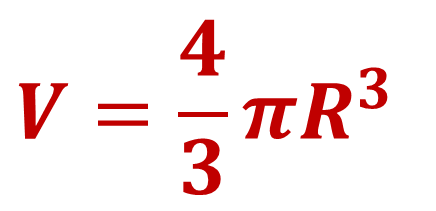 V = 4/3 πR³